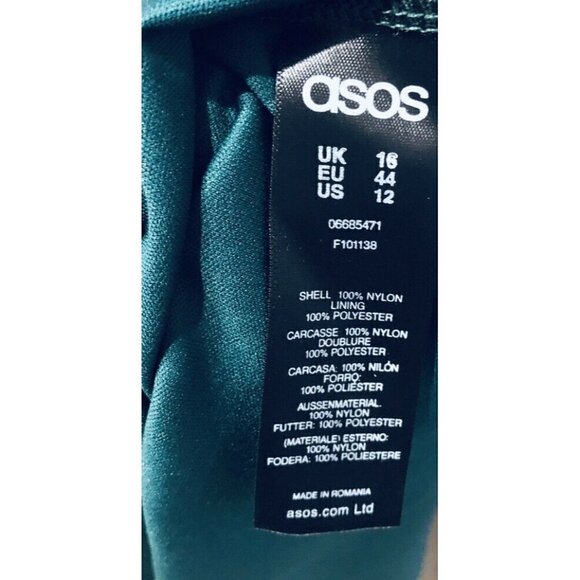 asos
UK 16
EU 44
US 12
06685471
F101138
SHELL 100% NYLON
LINING
100% POLYESTER
CARCASSE 100% NYLON
DOUBLURE
100% POLYESTER
CARCASA: 100% NILÓN
FORRO:
100% POLIÉSTER
AUSSENMATERIAL.
100% NYLON
FUTTER: 100% POLYESTER
(MATERIALE) ESTERNO:
100% NYLON
FODERA: 100% POLIESTERE
MADE IN ROMANIA
asos.com Ltd